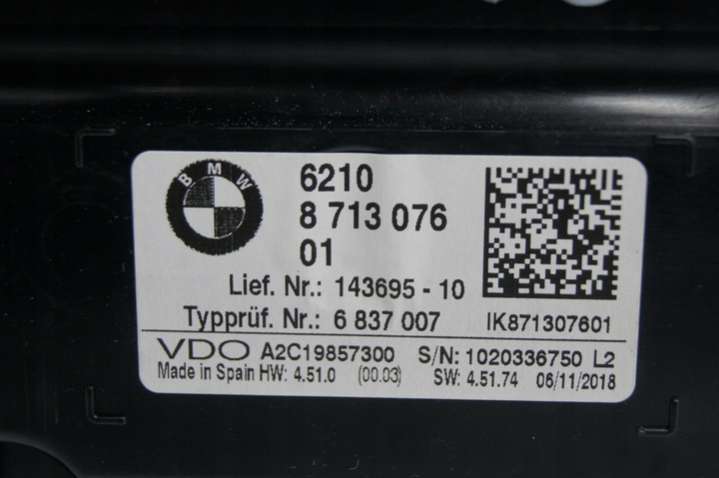 BMW
6210
8 713 076
01
Lief. Nr.: 143695 - 10
Typprüf. Nr.: 6 837 007
IK871307601
VDO A2C19857300 S/N: 1020336750 L2
Made in Spain HW: 4.51.0 (00.03) SW: 4.51.74 06/11/2018